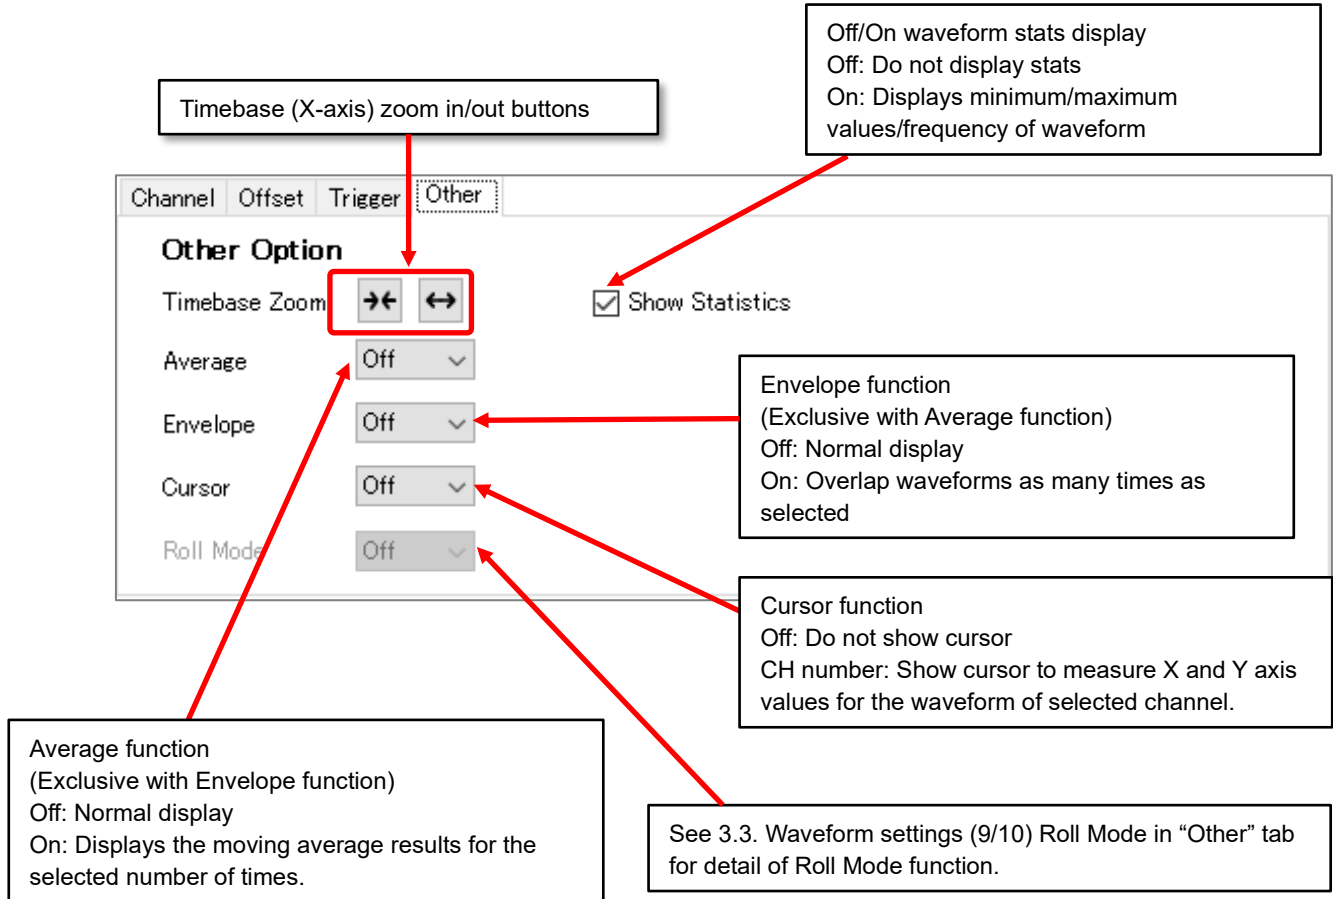 Off/On waveform stats display
Off: Do not display stats
On: Displays minimum/maximum
values/frequency of waveform
Timebase (X-axis) zoom in/out buttons
Channel Offset Trigger Other
Other Option
Timebase Zoom
Show Statistics
Average Off
Envelope Off
Cursor Off
Roll Mode Off
Envelope function
(Exclusive with Average function)
Off: Normal display
On: Overlap waveforms as many times as
selected
Cursor function
Off: Do not show cursor
CH number: Show cursor to measure X and Y axis
values for the waveform of selected channel.
Average function
(Exclusive with Envelope function)
Off: Normal display
On: Displays the moving average results for the
selected number of times.
See 3.3. Waveform settings (9/10) Roll Mode in “Other” tab
for detail of Roll Mode function.